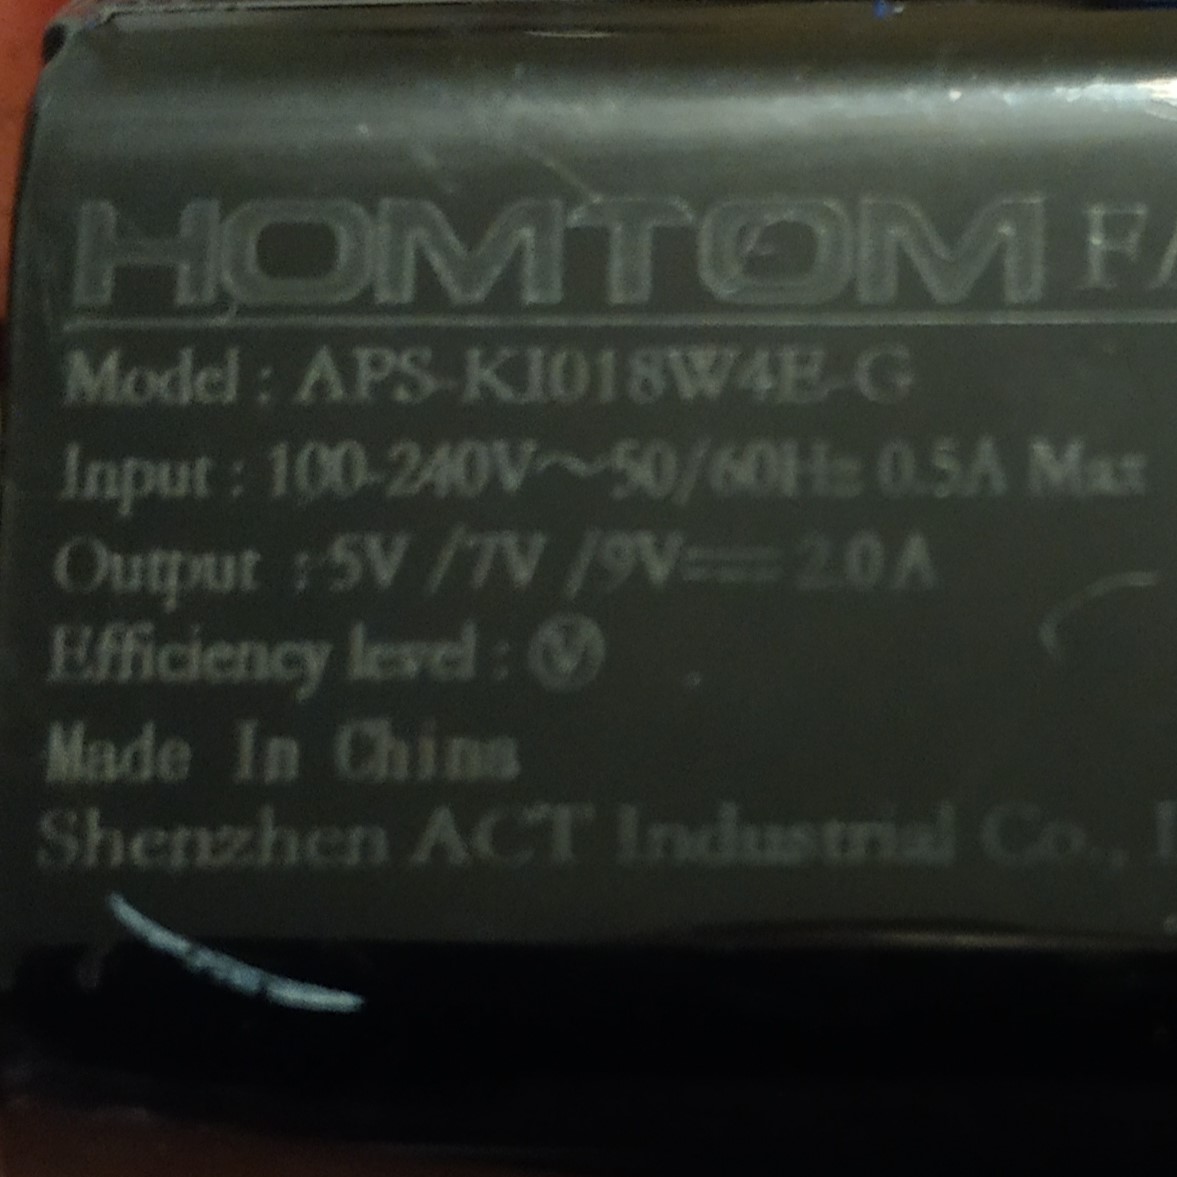 HOMTOM
Model : APS-KI018W4E-G
Input : 100-240V～50/60Hz 0.5A Max
Output : 5V /7V /9V⎓2.0A
Efficiency level : Ⓥ
Made In China
Shenzhen ACT Industrial Co.,